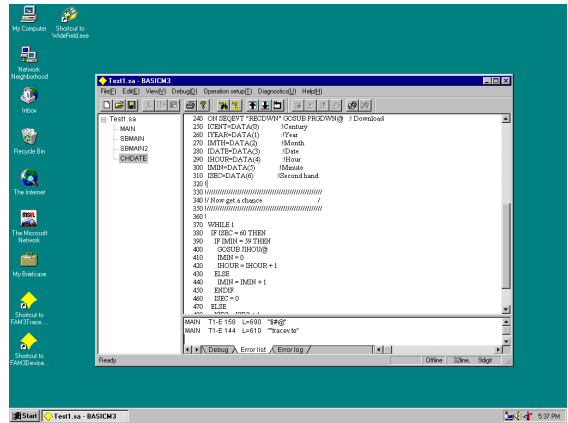 My Computer
Shortcut to
WideField.exe
Network
Neighborhood
Inbox
Recycle Bin
The Internet
msn.
The Microsoft
Network
My Briefcase
Shortcut to
FAM3Trace...
Shortcut to
FAM3Device...
Test1.sa - BASICM3
File(F) Edit(E) View(V) Debug(D) Operation setup(T) Diagnostics(U) Help(H)
Test1.sa
MAIN
SBMAIN
SBMAIN2
CHDATE
240 ON SEQEVT "RECDWN" GOSUB PRGDWN@ :! Download
250 ICENT=DATA(0) :!Century
260 IYEAR=DATA(1) :!Year
270 IMTH=DATA(2) :!Month
280 IDATE=DATA(3) :!Date
290 IHOUR=DATA(4) :!Hour
300 IMIN=DATA(5) :!Minute
310 ISEC=DATA(6) :!Second hand
320 !
340 !/ Now get a chance /
360 !
370 WHILE 1
380 IF ISEC = 60 THEN
390 IF IMIN = 59 THEN
400 GOSUB JIHOU@
410 IMIN = 0
420 IHOUR = IHOUR + 1
430 ELSE
440 IMIN = IMIN + 1
450 ENDIF
460 ISEC = 0
470 ELSE
MAIN T1-E 158 L=690 "$#@"
MAIN T1-E 144 L=610 ""tracev te"
Debug Error list Error log
Ready
Offline 32line, 9digit
Start
Test1.sa - BASICM3
5:37 PM